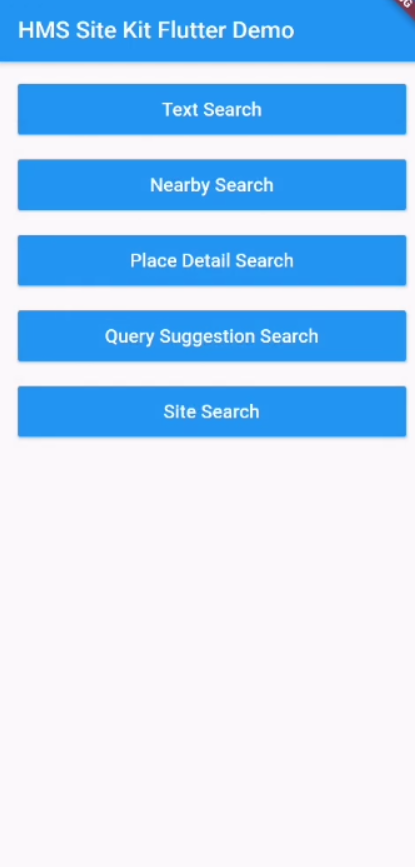 HMS Site Kit Flutter Demo
Text Search
Nearby Search
Place Detail Search
Query Suggestion Search
Site Search